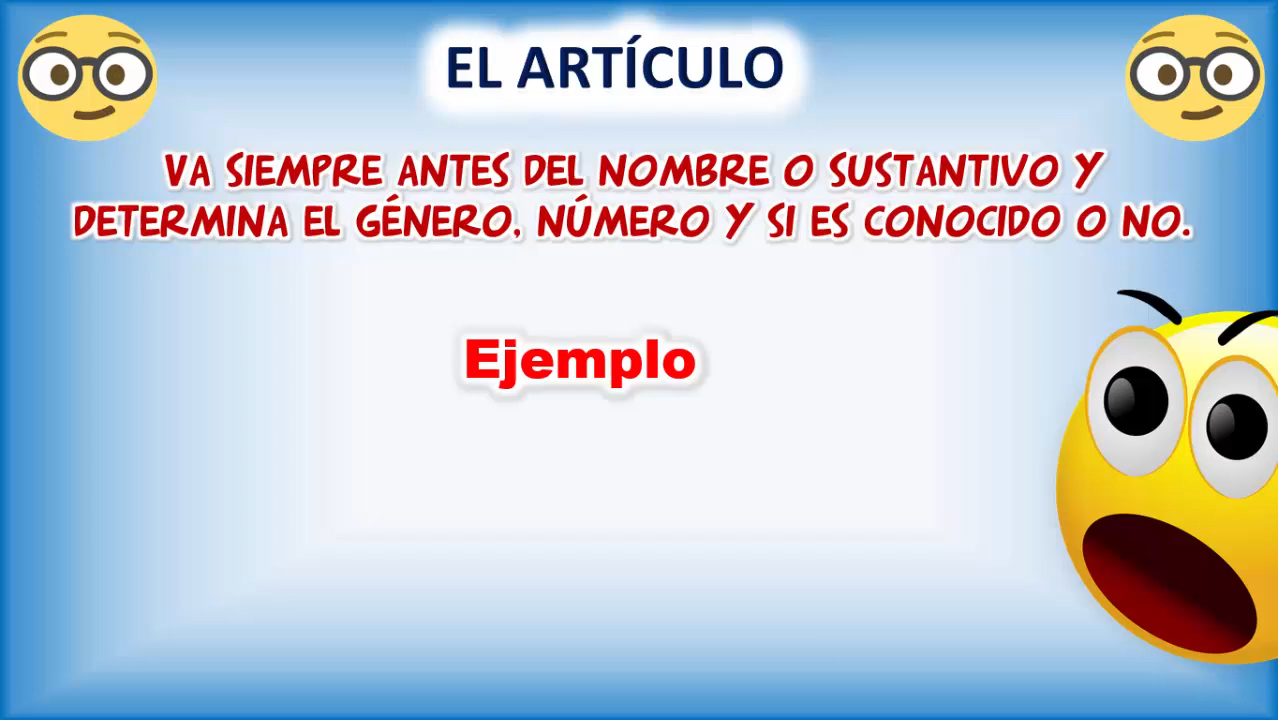 EL ARTÍCULO
VA SIEMPRE ANTES DEL NOMBRE O SUSTANTIVO Y
DETERMINA EL GÉNERO, NÚMERO Y SI ES CONOCIDO O NO.
Ejemplo